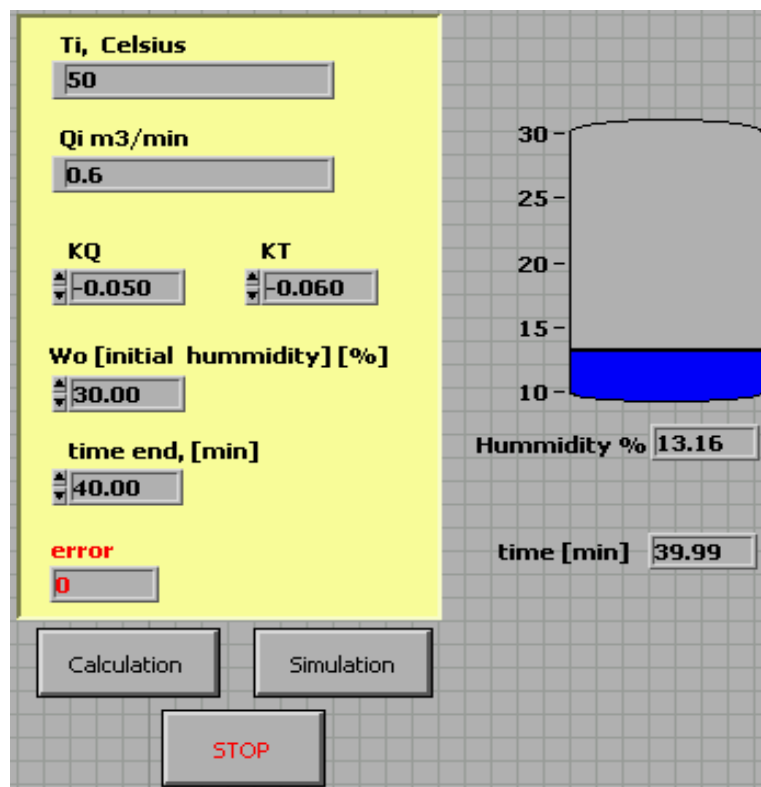 Ti, Celsius
50
Qi m3/min
0.6
KQ KT
-0.050 -0.060
Wo [initial hummidity] [%]
30.00
time end, [min]
40.00
error
0
Calculation Simulation
STOP
30
25
20
15
10
Hummidity % 13.16
time [min] 39.99